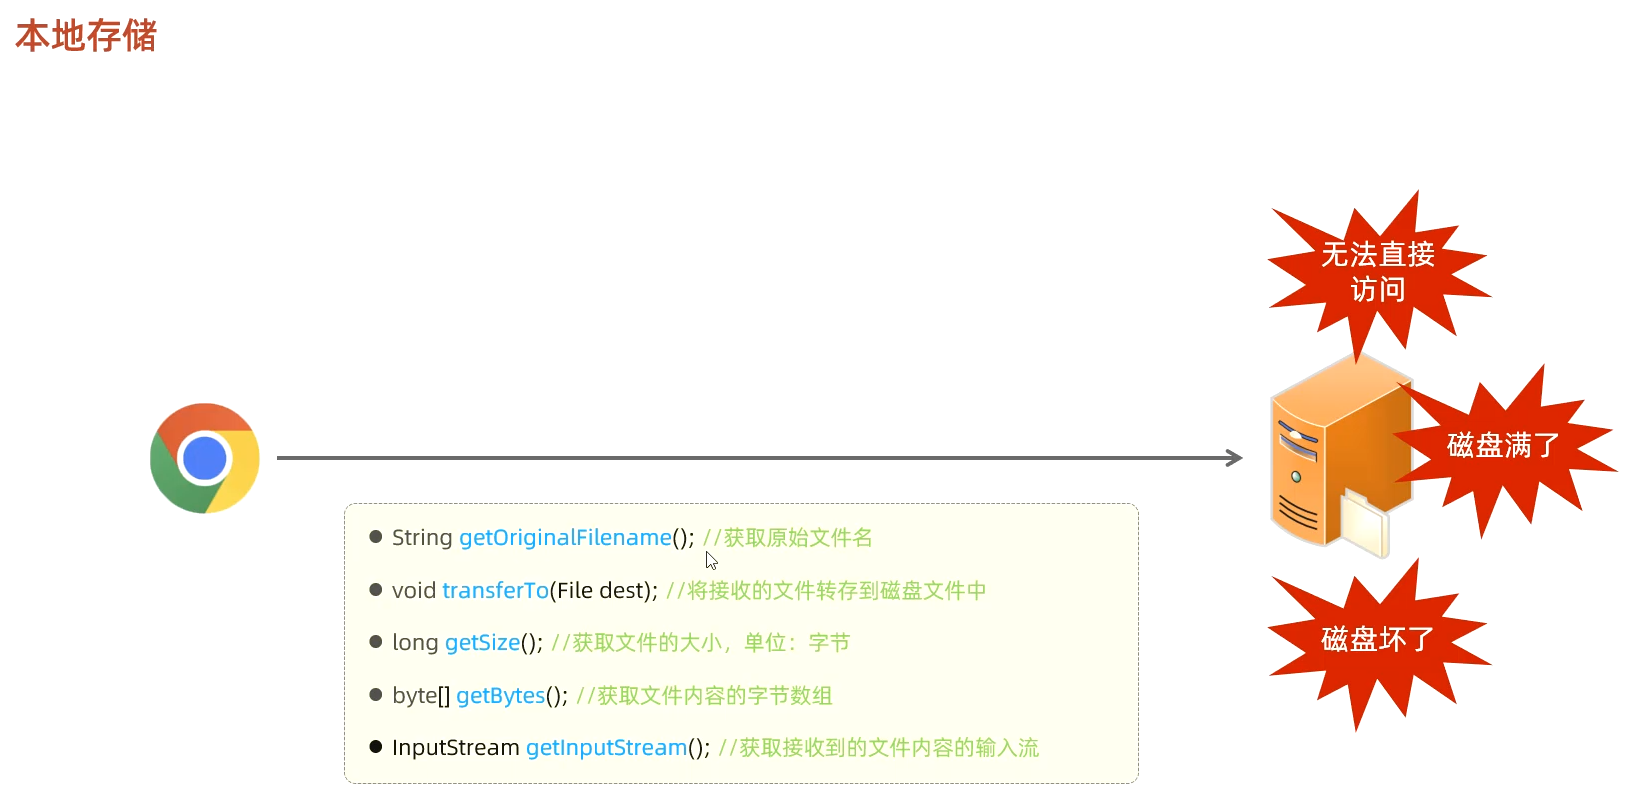 本地存储
无法直接
访问
磁盘满了
String getOriginalFilename(); //获取原始文件名
void transferTo(File dest); //将接收的文件转存到磁盘文件中
long getSize(); //获取文件的大小，单位：字节
byte[] getBytes(); //获取文件内容的字节数组
InputStream getInputStream(); //获取接收到的文件内容的输入流
磁盘坏了